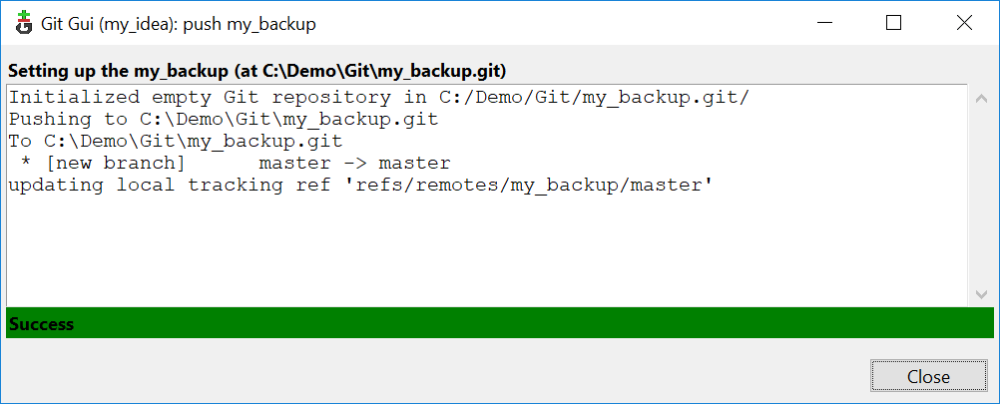 Git Gui (my_idea): push my_backup
Setting up the my_backup (at C:\Demo\Git\my_backup.git)
Initialized empty Git repository in C:/Demo/Git/my_backup.git/
Pushing to C:\Demo\Git\my_backup.git
To C:\Demo\Git\my_backup.git
 * [new branch]      master -> master
updating local tracking ref 'refs/remotes/my_backup/master'
Success
Close